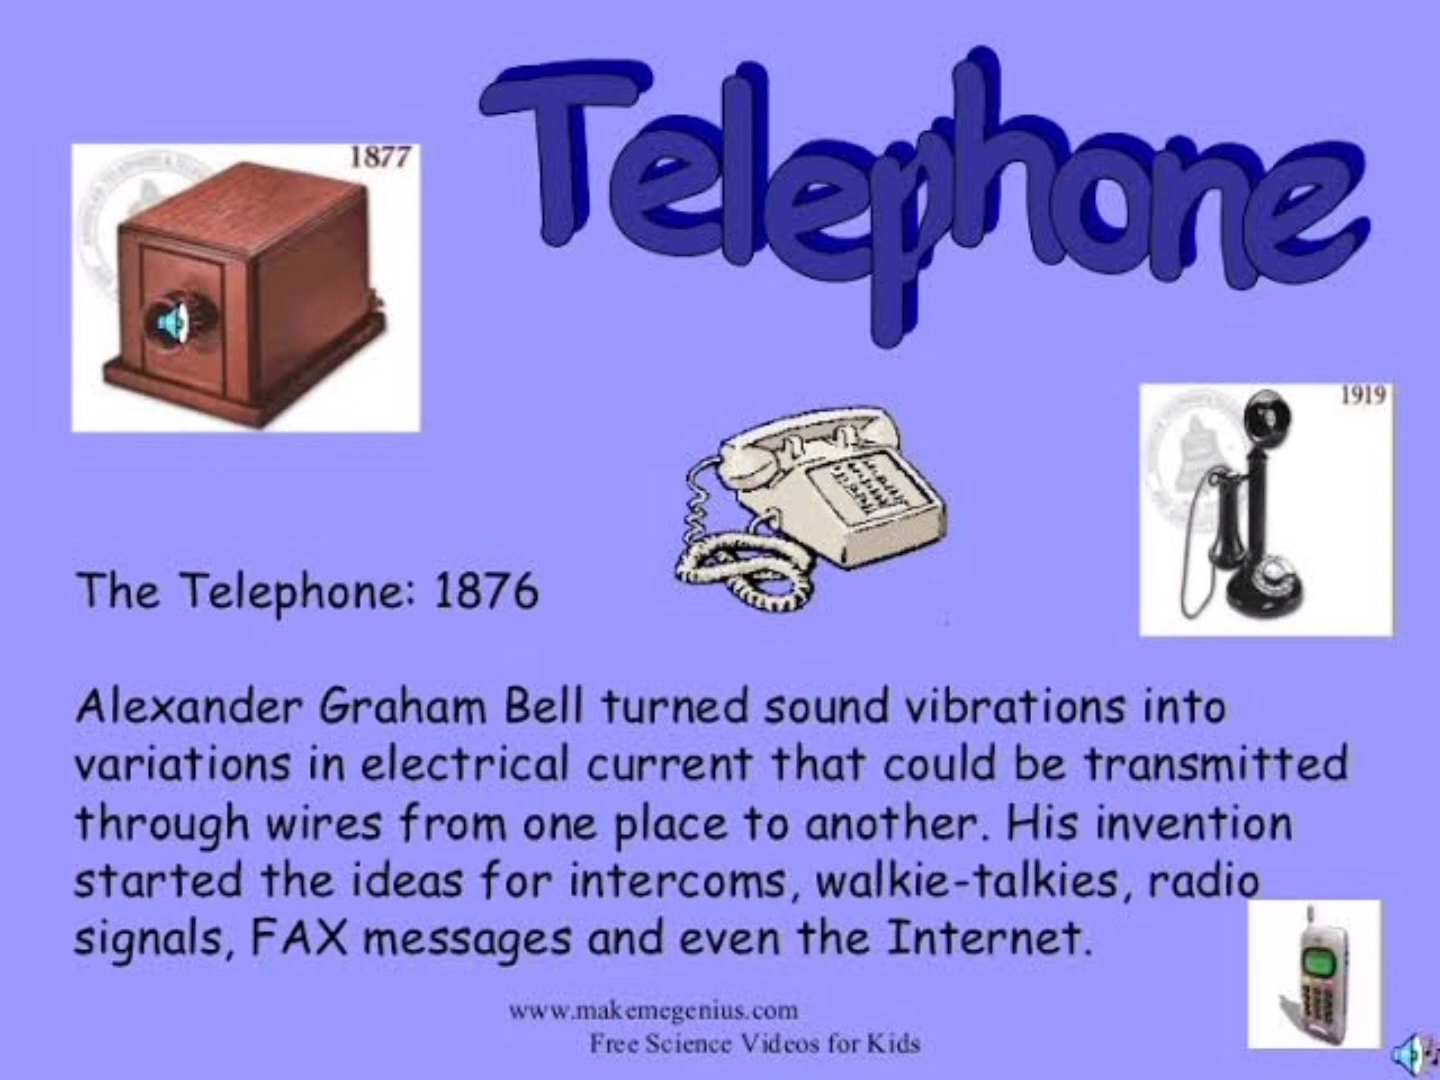 Telephone
1877
1919
The Telephone: 1876
Alexander Graham Bell turned sound vibrations into
variations in electrical current that could be transmitted
through wires from one place to another. His invention
started the ideas for intercoms, walkie-talkies, radio
signals, FAX messages and even the Internet.
www.makemegenius.com
Free Science Videos for Kids